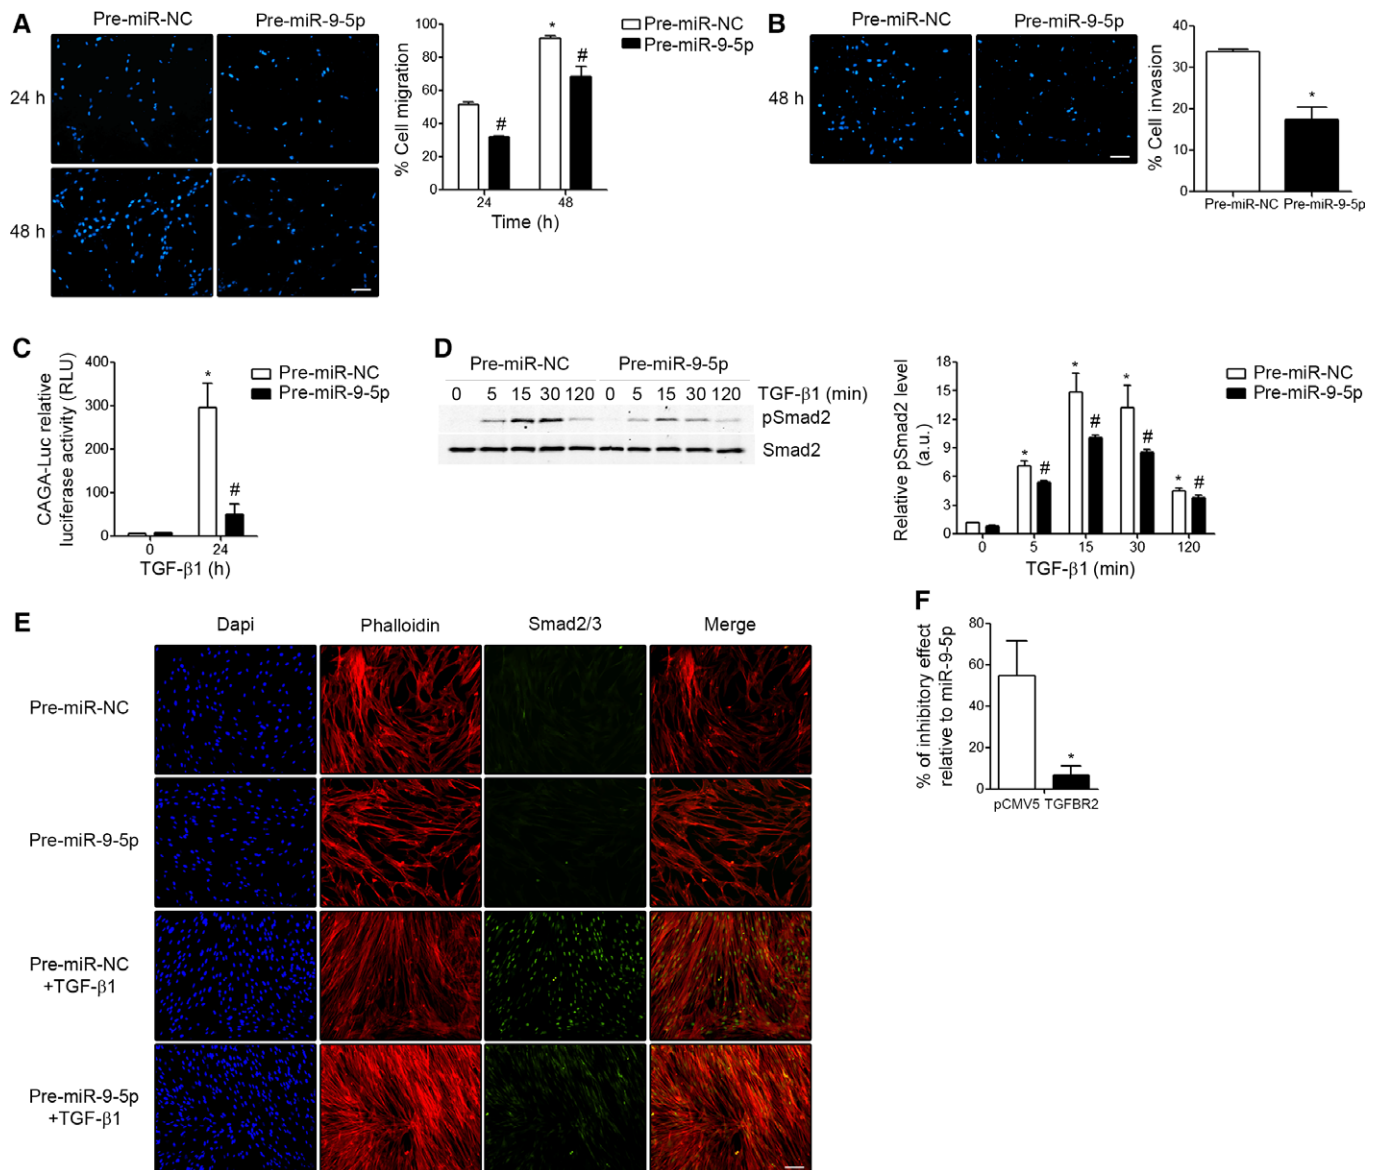 A
Pre-miR-NC Pre-miR-9-5p
24 h
48 h
% Cell migration
100
80
60
40
20
0
*
#
#
24 48
Time (h)
Pre-miR-NC
Pre-miR-9-5p
B
Pre-miR-NC Pre-miR-9-5p
48 h
% Cell invasion
40
30
20
10
0
*
Pre-miR-NC Pre-miR-9-5p
C
CAGA-Luc relative
luciferase activity (RLU)
400
300
200
100
0
*
#
0 24
TGF-β1 (h)
Pre-miR-NC
Pre-miR-9-5p
D
Pre-miR-NC Pre-miR-9-5p
0 5 15 30 120 0 5 15 30 120 TGF-β1 (min)
pSmad2
Smad2
Relative pSmad2 level
(a.u.)
18
15
12
9
6
3
0
* # * # * # * #
0 5 15 30 120
TGF-β1 (min)
Pre-miR-NC
Pre-miR-9-5p
E
Dapi Phalloidin Smad2/3 Merge
Pre-miR-NC
Pre-miR-9-5p
Pre-miR-NC
+TGF-β1
Pre-miR-9-5p
+TGF-β1
F
% of inhibitory effect
relative to miR-9-5p
80
60
40
20
0
*
pCMV5 TGFBR2